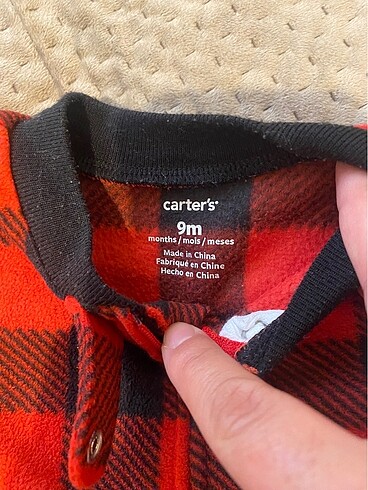 carter's
9m
months / mois / meses
Made in China
Fabriqué en Chine
Hecho en China